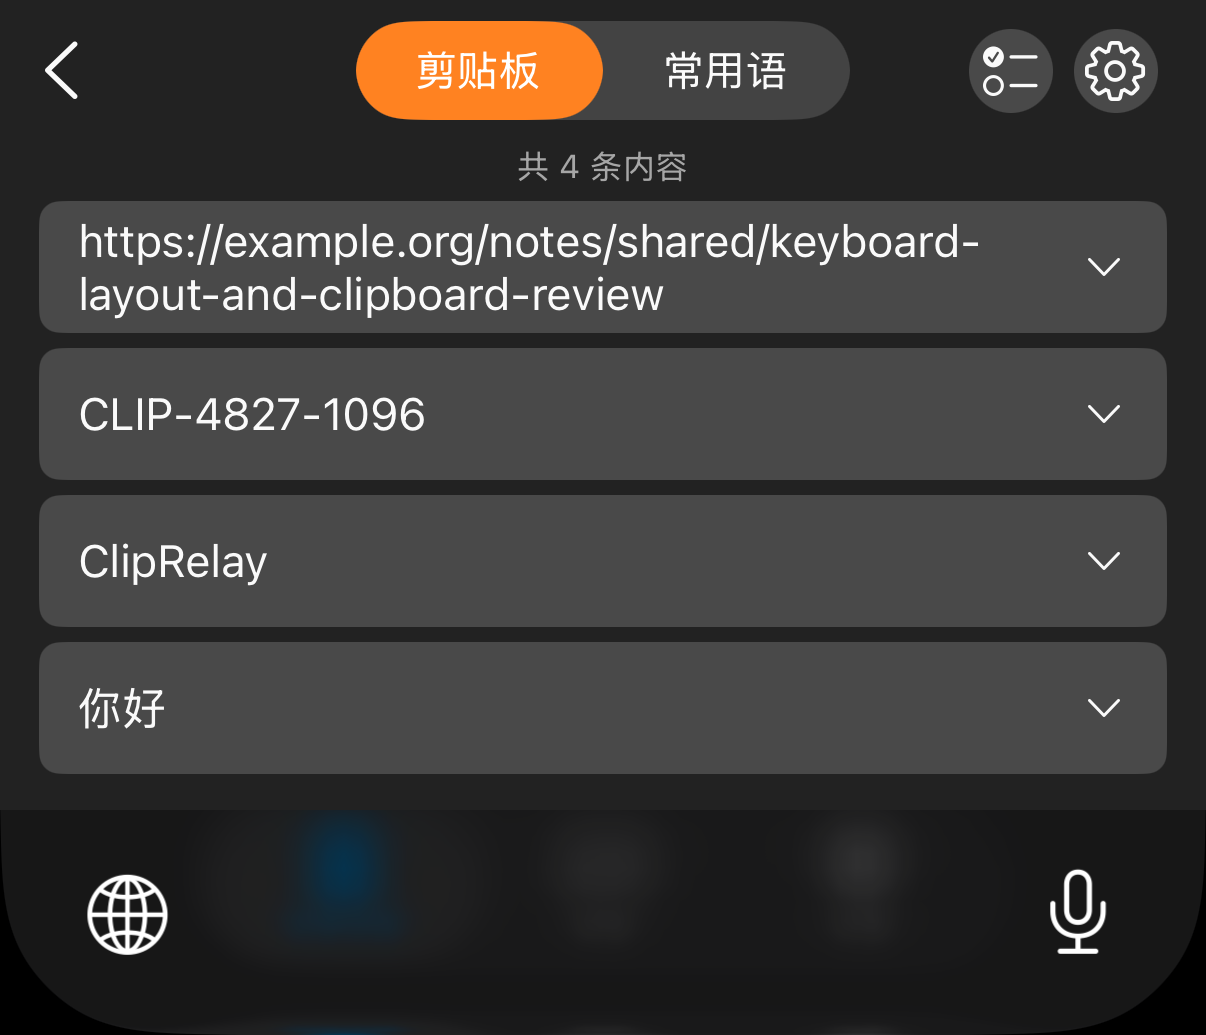 剪贴板
常用语
共 4 条内容
https://example.org/notes/shared/keyboard-
layout-and-clipboard-review
CLIP-4827-1096
ClipRelay
你好